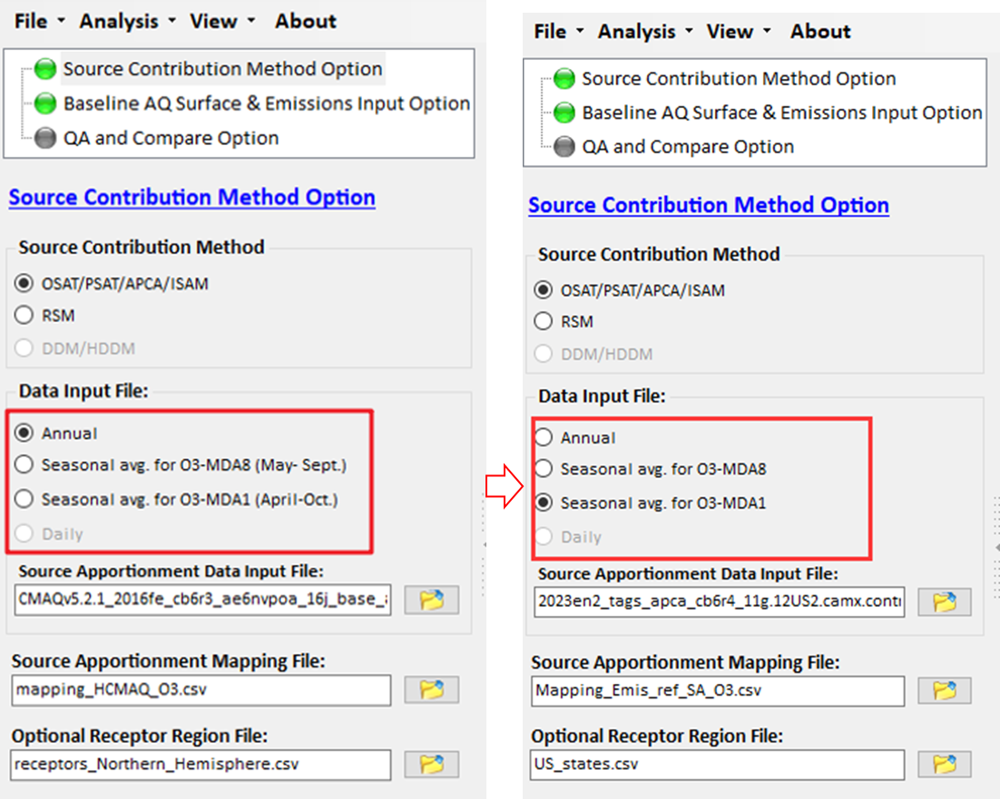 File Analysis View About
Source Contribution Method Option
Baseline AQ Surface & Emissions Input Option
QA and Compare Option
Source Contribution Method Option
Source Contribution Method
OSAT/PSAT/APCA/ISAM
RSM
DDM/HDDM
Data Input File:
Annual
Seasonal avg. for O3-MDA8 (May- Sept.)
Seasonal avg. for O3-MDA1 (April-Oct.)
Daily
Source Apportionment Data Input File:
CMAQv5.2.1_2016fe_cb6r3_ae6nvpoa_16j_base_
Source Apportionment Mapping File:
mapping_HCMAQ_O3.csv
Optional Receptor Region File:
receptors_Northern_Hemisphere.csv
File Analysis View About
Source Contribution Method Option
Baseline AQ Surface & Emissions Input Option
QA and Compare Option
Source Contribution Method Option
Source Contribution Method
OSAT/PSAT/APCA/ISAM
RSM
DDM/HDDM
Data Input File:
Annual
Seasonal avg. for O3-MDA8
Seasonal avg. for O3-MDA1
Daily
Source Apportionment Data Input File:
2023en2_tags_apca_cb6r4_11g.12US2.camx.contr
Source Apportionment Mapping File:
Mapping_Emis_ref_SA_O3.csv
Optional Receptor Region File:
US_states.csv